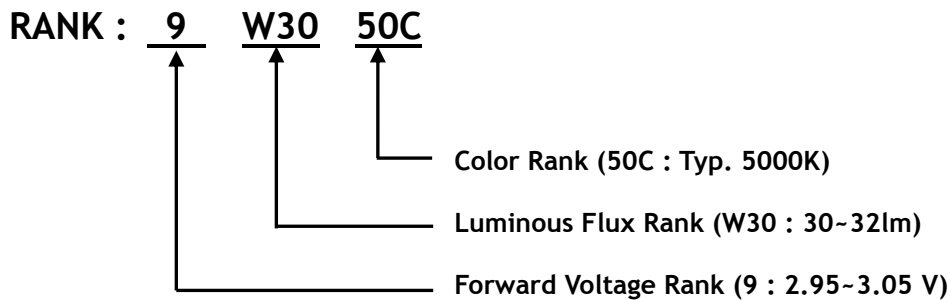 RANK : 9 W30 50C
Color Rank (50C : Typ. 5000K)
Luminous Flux Rank (W30 : 30~32lm)
Forward Voltage Rank (9 : 2.95~3.05 V)